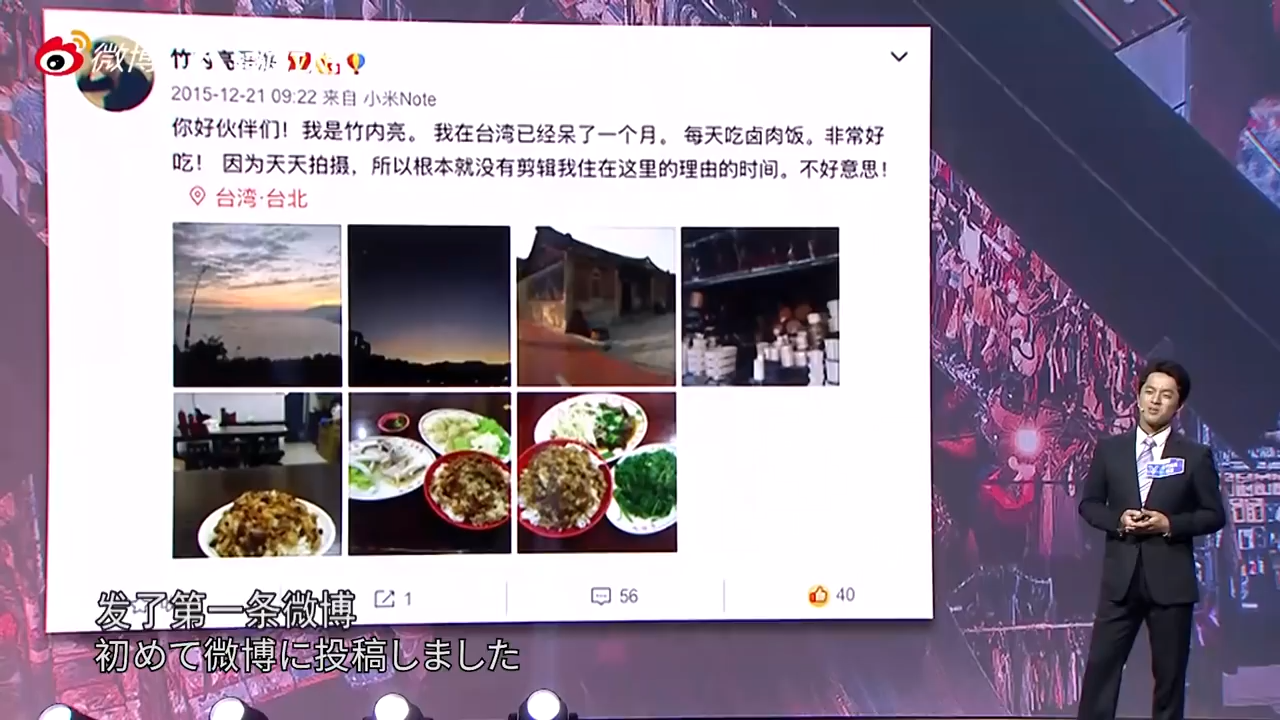 微博
2015-12-21 09:22 来自 小米Note
你好伙伴们！我是竹内亮。 我在台湾已经呆了一个月。 每天吃卤肉饭。非常好
吃！ 因为天天拍摄，所以根本就没有剪辑我住在这里的理由的时间。不好意思！
台湾·台北
1
56
40
发了第一条微博
初めて微博に投稿しました